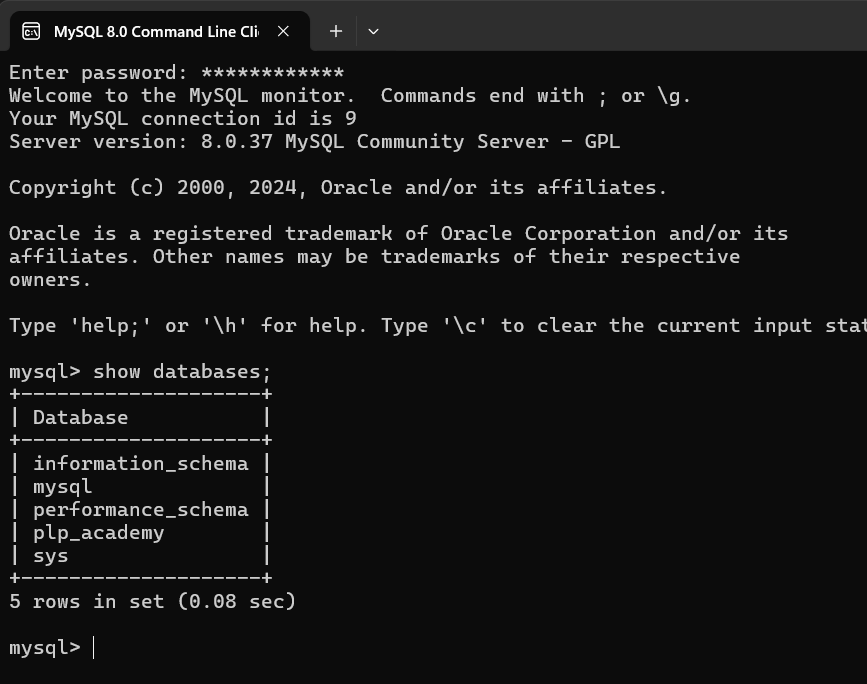 MySQL 8.0 Command Line Cli
Enter password: ************
Welcome to the MySQL monitor.  Commands end with ; or \g.
Your MySQL connection id is 9
Server version: 8.0.37 MySQL Community Server - GPL
Copyright (c) 2000, 2024, Oracle and/or its affiliates.
Oracle is a registered trademark of Oracle Corporation and/or its
affiliates. Other names may be trademarks of their respective
owners.
Type 'help;' or '\h' for help. Type '\c' to clear the current input stat
mysql> show databases;
+--------------------+
| Database           |
+--------------------+
| information_schema |
| mysql              |
| performance_schema |
| plp_academy        |
| sys                |
+--------------------+
5 rows in set (0.08 sec)
mysql>